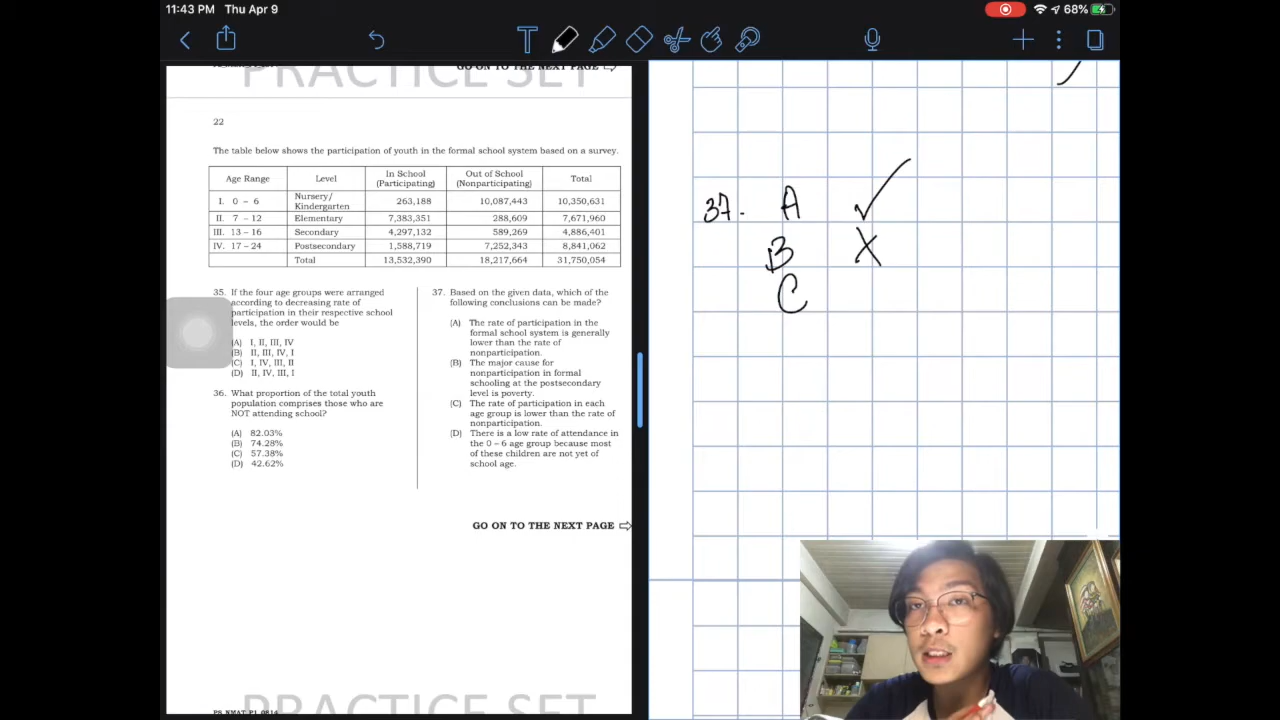 11:43 PM Thu Apr 9
68%
T
PRACTICE SET
GO ON TO THE NEXT PAGE
22
The table below shows the participation of youth in the formal school system based on a survey.
Age Range Level In School (Participating) Out of School (Nonparticipating) Total
I. 0 – 6 Nursery/ Kindergarten 263,188 10,087,443 10,350,631
II. 7 – 12 Elementary 7,383,351 288,609 7,671,960
III. 13 – 16 Secondary 4,297,132 589,269 4,886,401
IV. 17 – 24 Postsecondary 1,588,719 7,252,343 8,841,062
Total 13,532,390 18,217,664 31,750,054
35. If the four age groups were arranged
according to decreasing rate of
participation in their respective school
levels, the order would be
(A) I, II, III, IV
(B) II, III, IV, I
(C) I, IV, III, II
(D) II, IV, III, I
36. What proportion of the total youth
population comprises those who are
NOT attending school?
(A) 82.03%
(B) 74.28%
(C) 57.38%
(D) 42.62%
37. Based on the given data, which of the
following conclusions can be made?
(A) The rate of participation in the
formal school system is generally
lower than the rate of
nonparticipation.
(B) The major cause for
nonparticipation in formal
schooling at the postsecondary
level is poverty.
(C) The rate of participation in each
age group is lower than the rate of
nonparticipation.
(D) There is a low rate of attendance in
the 0 – 6 age group because most
of these children are not yet of
school age.
GO ON TO THE NEXT PAGE
PRACTICE SET
PS NMAT P1 0814
37. A ✓
B X
C